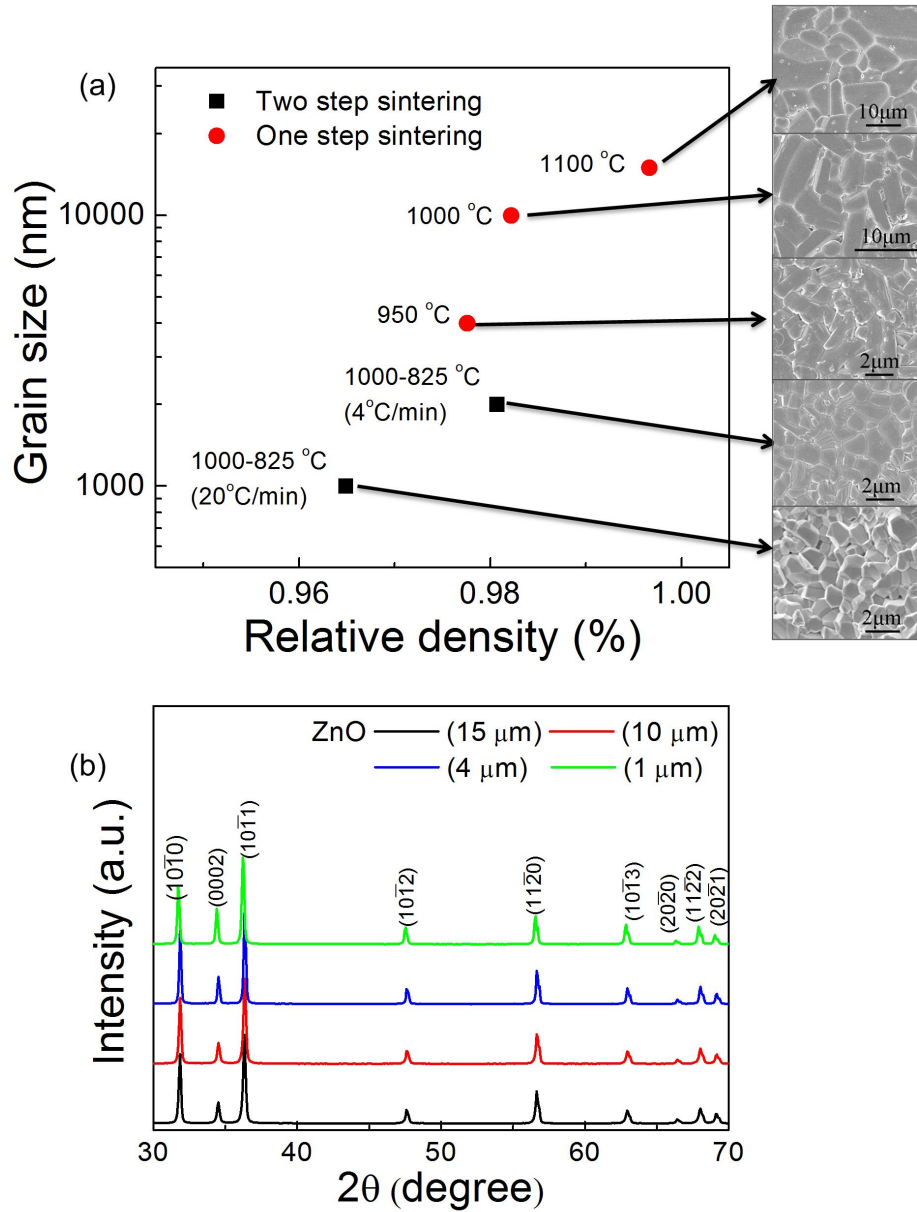 (a)
Two step sintering
One step sintering
1100 °C
1000 °C
950 °C
1000-825 °C
(4°C/min)
1000-825 °C
(20°C/min)
10000
1000
Grain size (nm)
0.96
0.98
1.00
Relative density (%)
10μm
10μm
2μm
2μm
2μm
(b)
ZnO
(15 μm)
(10 μm)
(4 μm)
(1 μm)
(101̄0)
(0002)
(101̄1)
(101̄2)
(112̄0)
(101̄3)
(202̄0)
(112̄2)
(202̄1)
Intensity (a.u.)
30
40
50
60
70
2θ (degree)